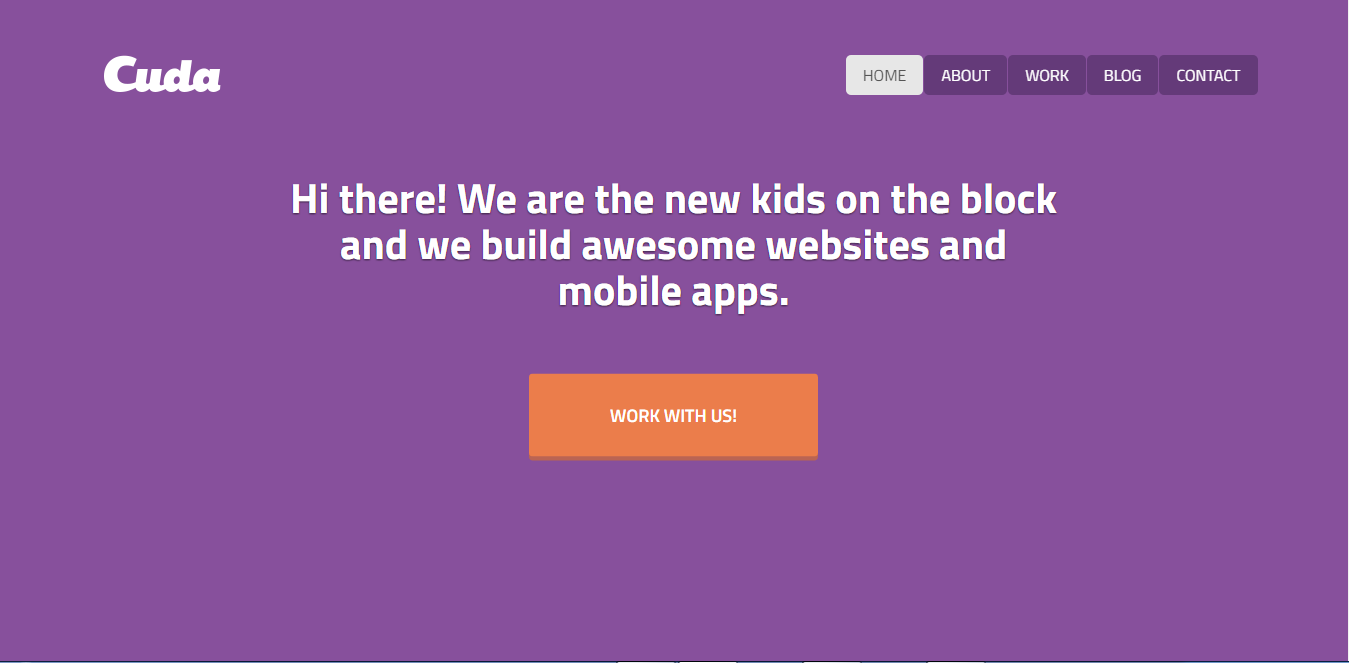 Cuda
HOME ABOUT WORK BLOG CONTACT
Hi there! We are the new kids on the block
and we build awesome websites and
mobile apps.
WORK WITH US!